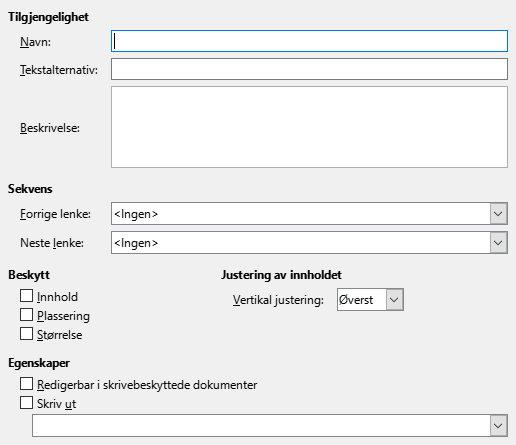 Tilgjengelighet
Navn:
Tekstalternativ:
Beskrivelse:
Sekvens
Forrige lenke: <Ingen>
Neste lenke: <Ingen>
Beskytt
Innhold
Plassering
Størrelse
Justering av innholdet
Vertikal justering: Øverst
Egenskaper
Redigerbar i skrivebeskyttede dokumenter
Skriv ut